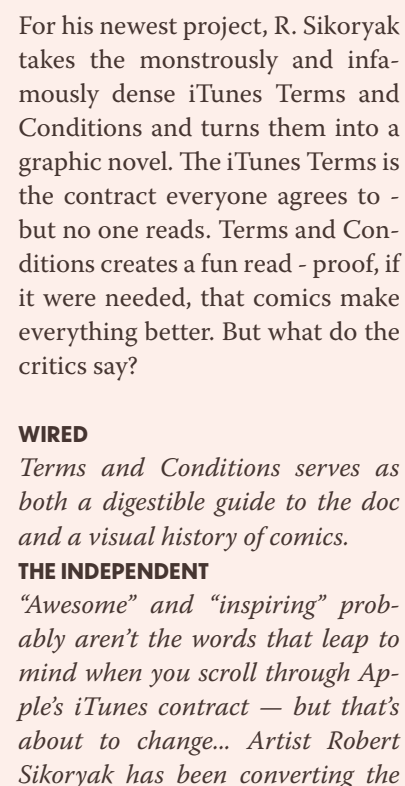 For his newest project, R. Sikoryak
takes the monstrously and infa-
mously dense iTunes Terms and
Conditions and turns them into a
graphic novel. The iTunes Terms is
the contract everyone agrees to -
but no one reads. Terms and Con-
ditions creates a fun read - proof, if
it were needed, that comics make
everything better. But what do the
critics say?
WIRED
Terms and Conditions serves as
both a digestible guide to the doc
and a visual history of comics.
THE INDEPENDENT
“Awesome” and “inspiring” prob-
ably aren’t the words that leap to
mind when you scroll through Ap-
ple’s iTunes contract — but that’s
about to change... Artist Robert
Sikoryak has been converting the